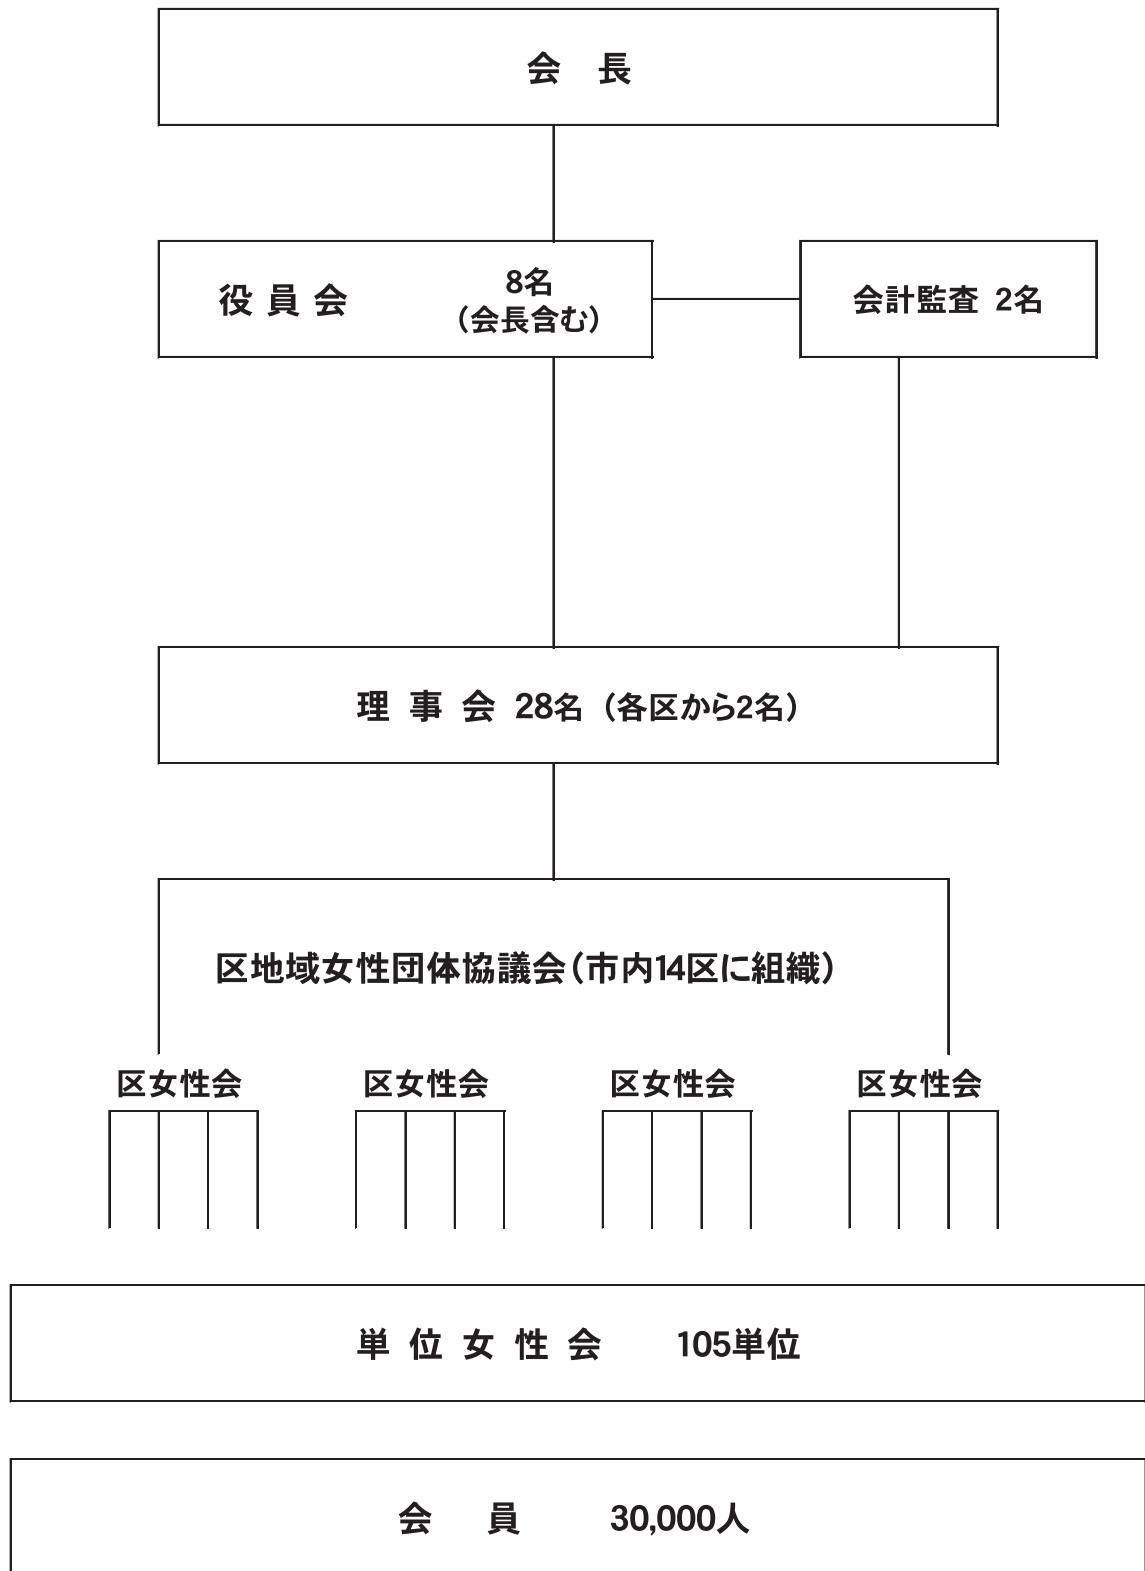 会 長
役 員 会
8名
（会長含む）
会計監査 2名
理 事 会 28名（各区から2名）
区地域女性団体協議会（市内14区に組織）
区女性会 区女性会 区女性会 区女性会
単 位 女 性 会 105単位
会 員 30,000人